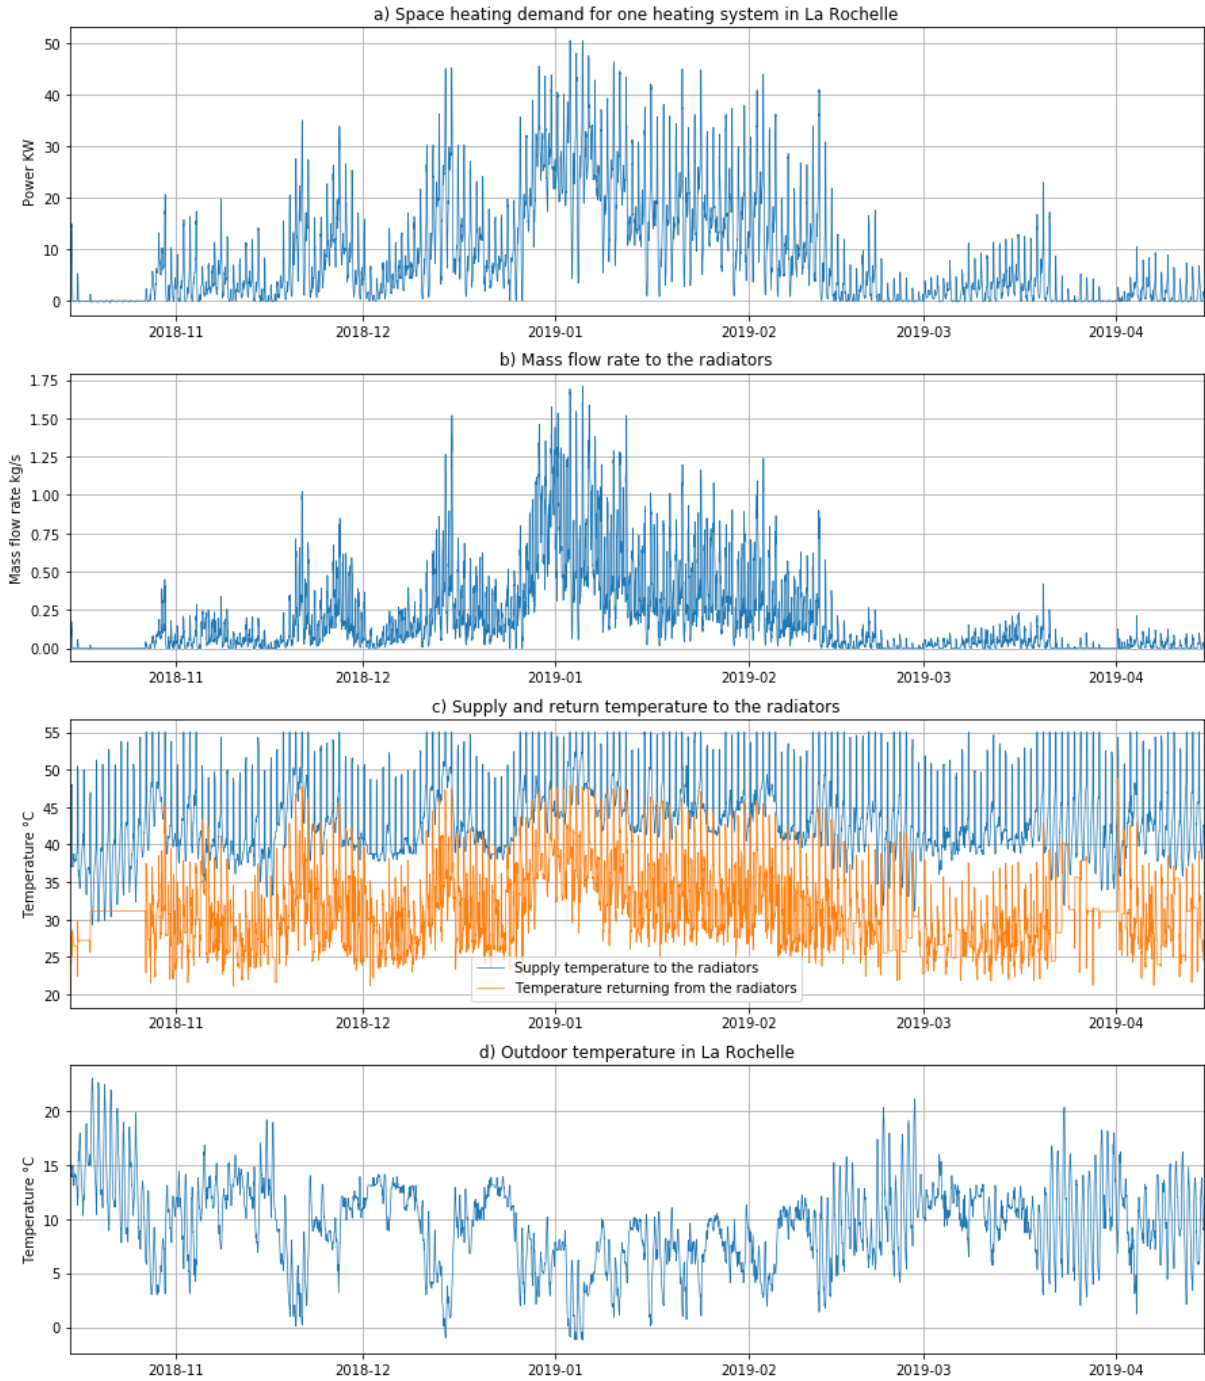 a) Space heating demand for one heating system in La Rochelle
50
40
30
20
10
0
Power KW
2018-11 2018-12 2019-01 2019-02 2019-03 2019-04
b) Mass flow rate to the radiators
1.75
1.50
1.25
1.00
0.75
0.50
0.25
0.00
Mass flow rate kg/s
2018-11 2018-12 2019-01 2019-02 2019-03 2019-04
c) Supply and return temperature to the radiators
55
50
45
40
35
30
25
20
Temperature °C
Supply temperature to the radiators
Temperature returning from the radiators
2018-11 2018-12 2019-01 2019-02 2019-03 2019-04
d) Outdoor temperature in La Rochelle
20
15
10
5
0
Temperature °C
2018-11 2018-12 2019-01 2019-02 2019-03 2019-04